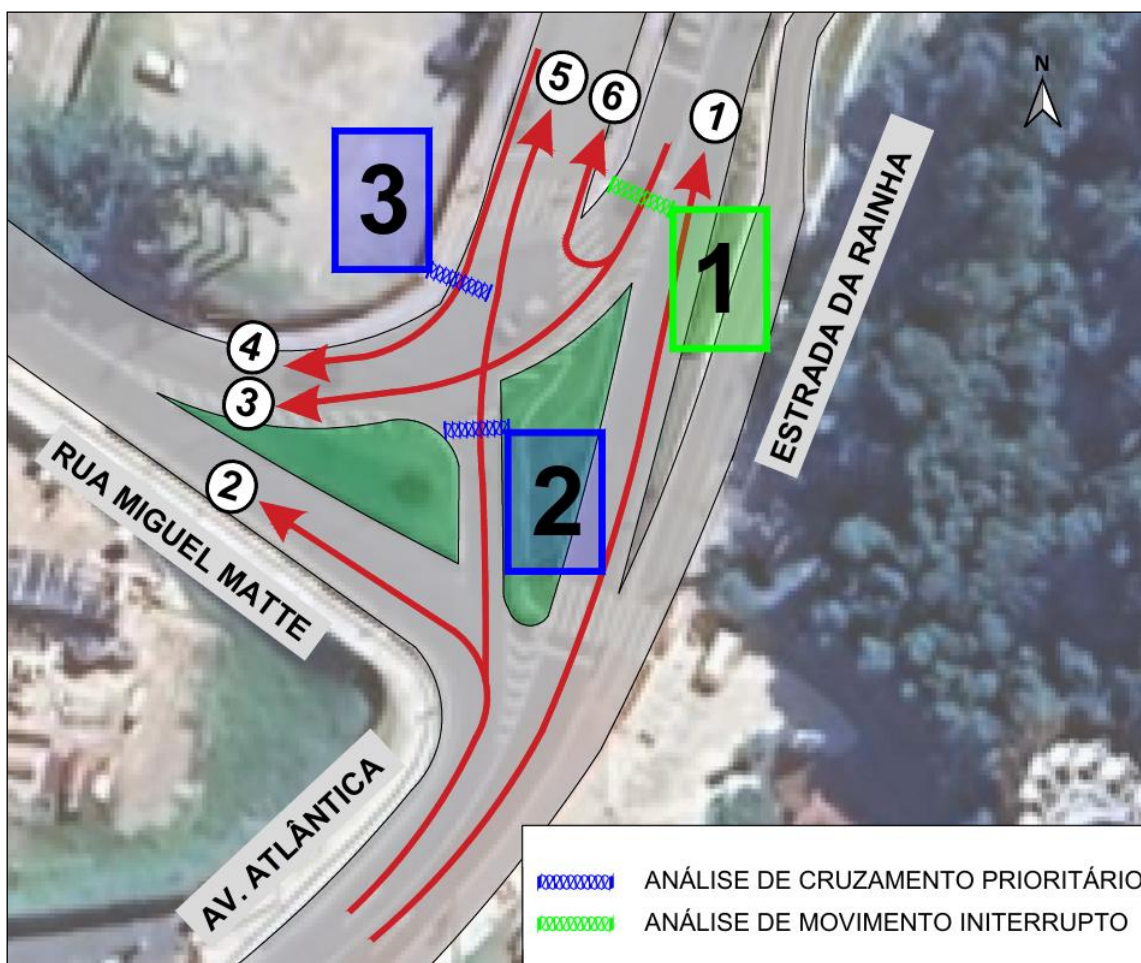 N
5
6
1
3
1
ESTRADA DA RAINHA
4
3
2
2
RUA MIGUEL MATTE
AV. ATLÂNTICA
ANÁLISE DE CRUZAMENTO PRIORITÁRIO
ANÁLISE DE MOVIMENTO INITERRUPTO